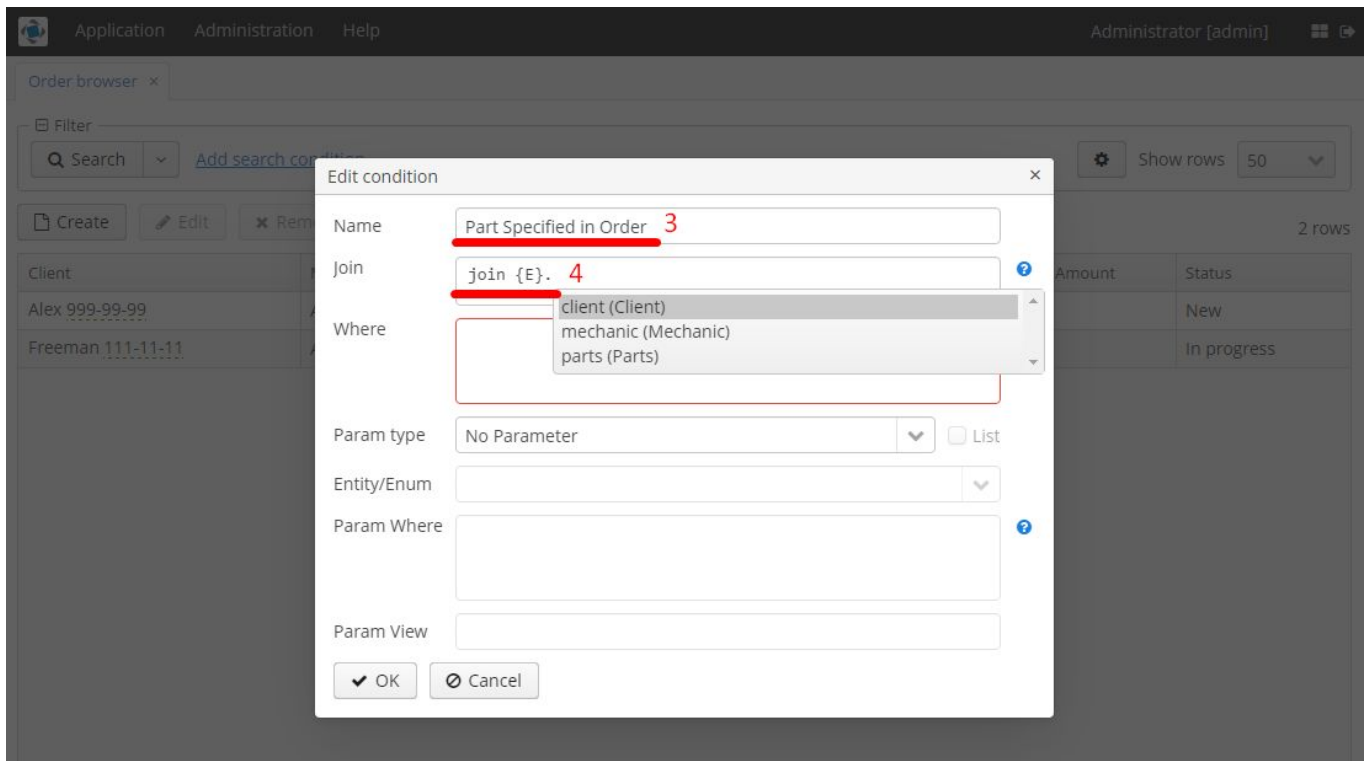 Application Administration Help Administrator [admin]
Order browser ×
Filter
Search Add search condition Show rows 50
Edit condition ×
Create Edit Rem 2 rows
Name Part Specified in Order 3
Client Amount Status
Join join {E}. 4
client (Client)
Alex 999-99-99 New
Where mechanic (Mechanic)
Freeman 111-11-11 In progress
parts (Parts)
Param type No Parameter List
Entity/Enum
Param Where
Param View
OK Cancel